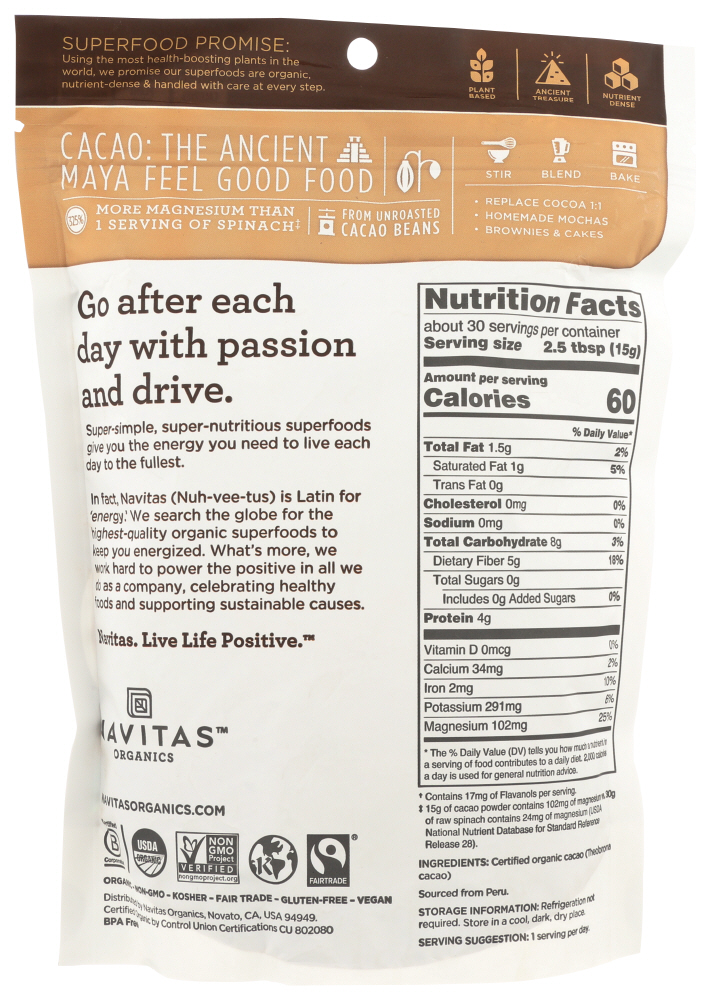 SUPERFOOD PROMISE:
Using the most health-boosting plants in the
world, we promise our superfoods are organic,
nutrient-dense & handled with care at every step.
PLANT
BASED
ANCIENT
TREASURE
NUTRIENT
DENSE
CACAO: THE ANCIENT
MAYA FEEL GOOD FOOD
MORE MAGNESIUM THAN
1 SERVING OF SPINACH‡
FROM UNROASTED
CACAO BEANS
STIR
BLEND
BAKE
• REPLACE COCOA 1:1
• HOMEMADE MOCHAS
• BROWNIES & CAKES
Go after each
day with passion
and drive.
Super-simple, super-nutritious superfoods
give you the energy you need to live each
day to the fullest.
In fact, Navitas (Nuh-vee-tus) is Latin for
'energy.' We search the globe for the
highest-quality organic superfoods to
keep you energized. What's more, we
work hard to power the positive in all we
do as a company, celebrating healthy
foods and supporting sustainable causes.
Navitas. Live Life Positive.™
NAVITAS™
ORGANICS
NAVITASORGANICS.COM
Certified
B
Corporation
USDA
ORGANIC
NON
GMO
Project
VERIFIED
nongmoproject.org
K
FAIRTRADE
®
ORGANIC - NON-GMO - KOSHER - FAIR TRADE - GLUTEN-FREE - VEGAN
Distributed by Navitas Organics, Novato, CA, USA 94949.
Certified Organic by Control Union Certifications CU 802080
BPA Free
Nutrition Facts
about 30 servings per container
Serving size 2.5 tbsp (15g)
Amount per serving
Calories 60
% Daily Value*
Total Fat 1.5g 2%
Saturated Fat 1g 5%
Trans Fat 0g
Cholesterol 0mg 0%
Sodium 0mg 0%
Total Carbohydrate 8g 3%
Dietary Fiber 5g 18%
Total Sugars 0g
Includes 0g Added Sugars 0%
Protein 4g
Vitamin D 0mcg 0%
Calcium 34mg 2%
Iron 2mg 10%
Potassium 291mg 6%
Magnesium 102mg 25%
* The % Daily Value (DV) tells you how much a nutrient in
a serving of food contributes to a daily diet. 2,000 calorie
a day is used for general nutrition advice.
† Contains 17mg of Flavanols per serving.
‡ 15g of cacao powder contains 102mg of magnesium vs. 30g
of raw spinach contains 24mg of magnesium (USDA
National Nutrient Database for Standard Reference
Release 28).
INGREDIENTS: Certified organic cacao (Theobroma
cacao)
Sourced from Peru.
STORAGE INFORMATION: Refrigeration not
required. Store in a cool, dark, dry place.
SERVING SUGGESTION: 1 serving per day.